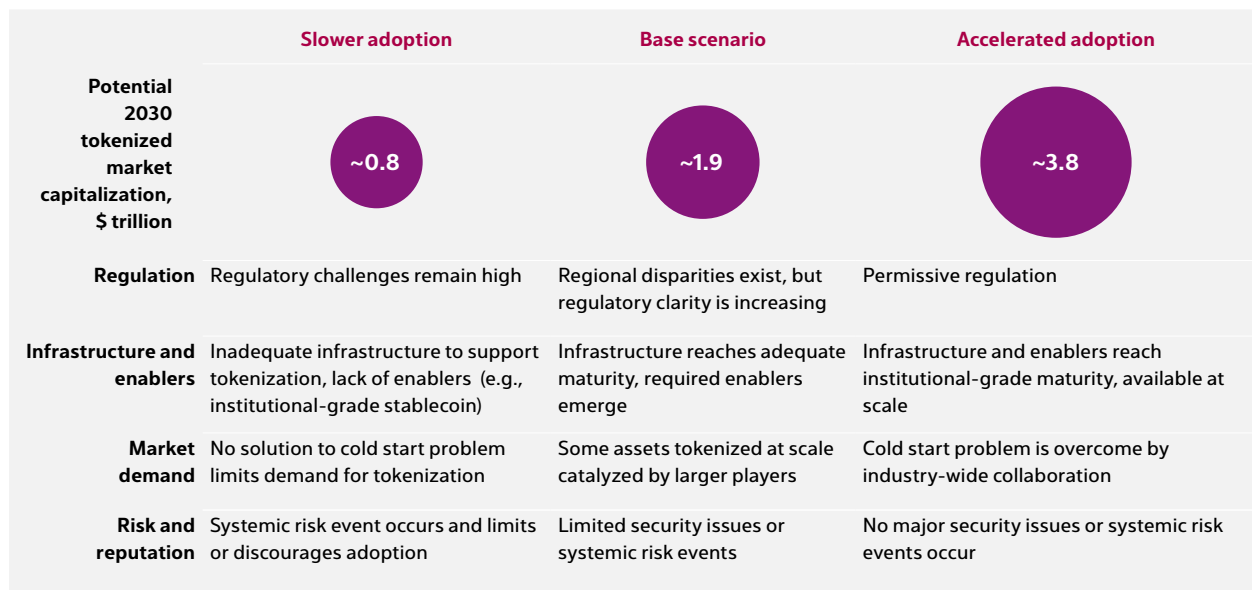 Slower adoption
Base scenario
Accelerated adoption
Potential
2030
tokenized
market
capitalization,
$ trillion
~0.8
~1.9
~3.8
Regulation
Regulatory challenges remain high
Regional disparities exist, but
regulatory clarity is increasing
Permissive regulation
Infrastructure and
enablers
Inadequate infrastructure to support
tokenization, lack of enablers (e.g.,
institutional-grade stablecoin)
Infrastructure reaches adequate
maturity, required enablers
emerge
Infrastructure and enablers reach
institutional-grade maturity, available at
scale
Market
demand
No solution to cold start problem
limits demand for tokenization
Some assets tokenized at scale
catalyzed by larger players
Cold start problem is overcome by
industry-wide collaboration
Risk and
reputation
Systemic risk event occurs and limits
or discourages adoption
Limited security issues or
systemic risk events
No major security issues or systemic risk
events occur